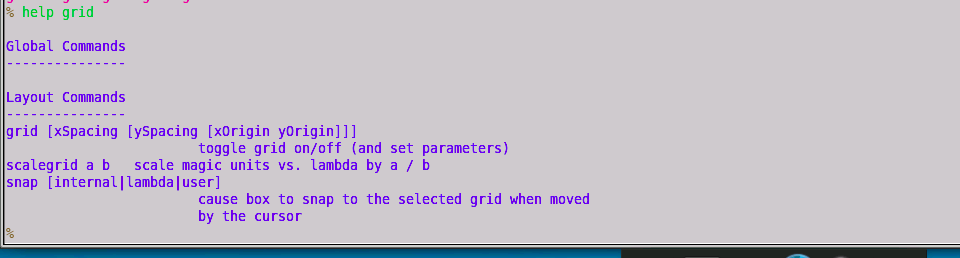 % help grid
Global Commands
---------------
Layout Commands
---------------
grid [xSpacing [ySpacing [xOrigin yOrigin]]]
toggle grid on/off (and set parameters)
scalegrid a b   scale magic units vs. lambda by a / b
snap [internal|lambda|user]
cause box to snap to the selected grid when moved
by the cursor
%